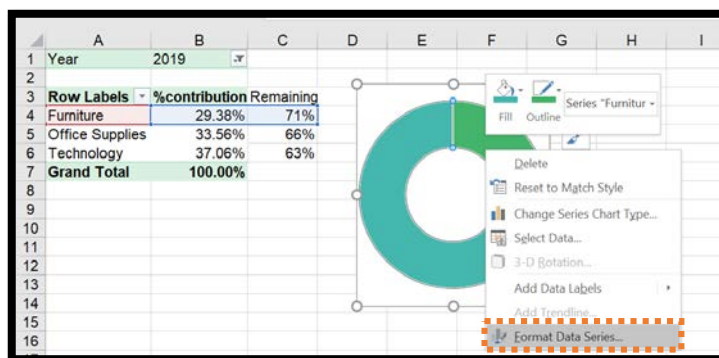 A B C D E F G H I
1 Year 2019
2
3 Row Labels %contribution Remaining
4 Furniture 29.38% 71%
5 Office Supplies 33.56% 66%
6 Technology 37.06% 63%
7 Grand Total 100.00%
8
9
10
11
12
13
14
15
16
Fill Outline Series "Furnitur
Delete
Reset to Match Style
Change Series Chart Type...
Select Data...
3-D Rotation...
Add Data Labels
Add Trendline...
Format Data Series...